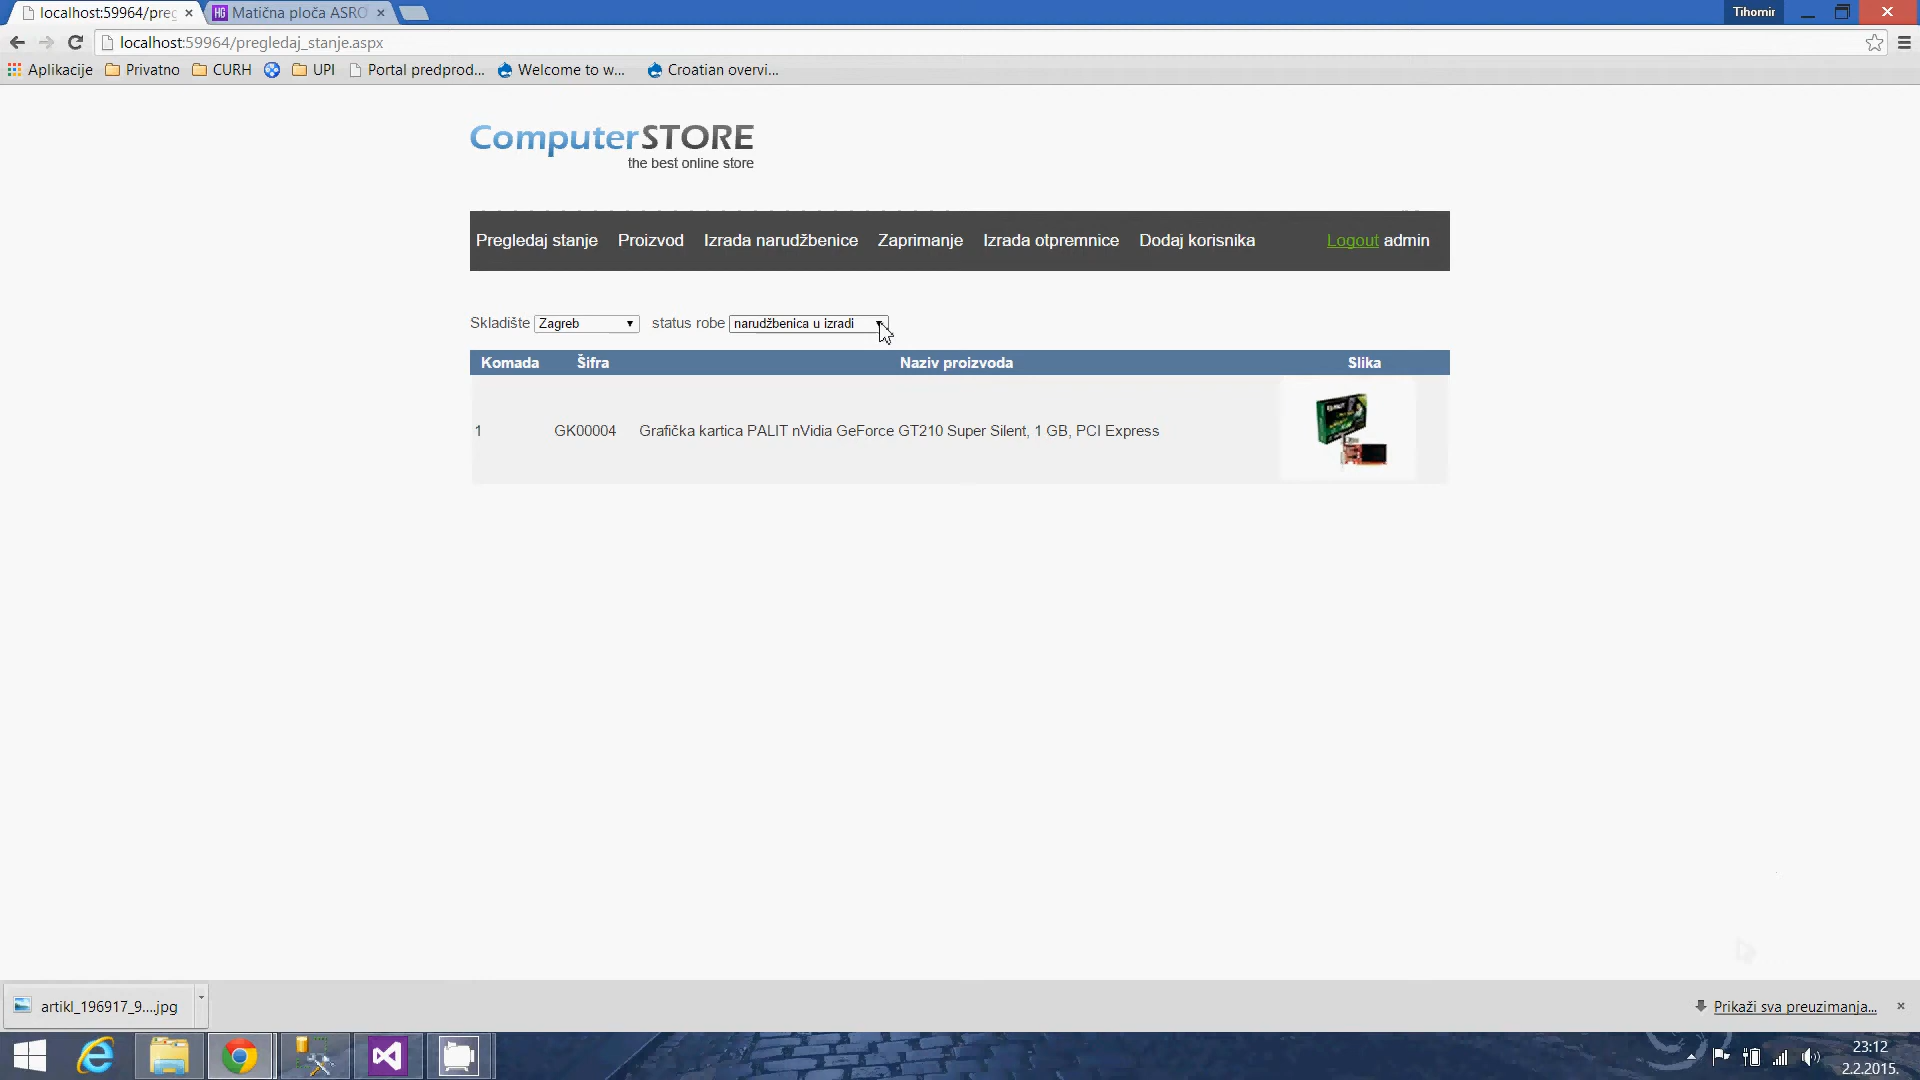 localhost:59964/preg
Matična ploča ASRO
Tihomir
localhost:59964/pregledaj_stanje.aspx
Aplikacije Privatno CURH UPI Portal predprod... Welcome to w... Croatian overvi...
ComputerSTORE
the best online store
Pregledaj stanje Proizvod Izrada narudžbenice Zaprimanje Izrada otpremnice Dodaj korisnika Logout admin
Skladište Zagreb status robe narudžbenica u izradi
Komada Šifra Naziv proizvoda Slika
1 GK00004 Grafička kartica PALIT nVidia GeForce GT210 Super Silent, 1 GB, PCI Express
artikl_196917_9....jpg
Prikaži sva preuzimanja...
23:12
2.2.2015.